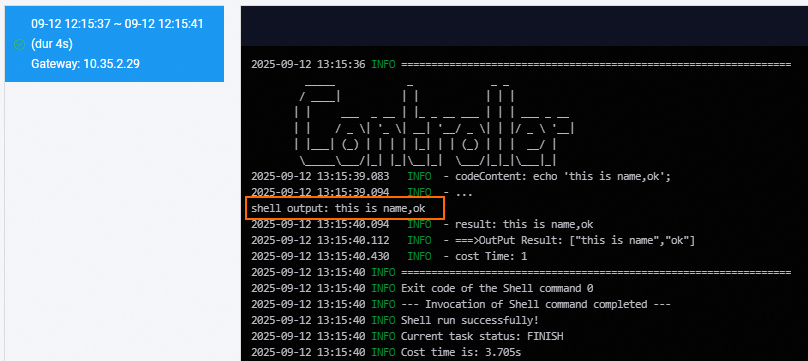 09-12 12:15:37 ~ 09-12 12:15:41
(dur 4s)
Gateway: 10.35.2.29
2025-09-12 13:15:36 INFO =================================================================
Controller
2025-09-12 13:15:39.083 INFO - codeContent: echo 'this is name,ok';
2025-09-12 13:15:39.094 INFO - ...
shell output: this is name,ok
2025-09-12 13:15:40.094 INFO - result: this is name,ok
2025-09-12 13:15:40.112 INFO - ===>OutPut Result: ["this is name","ok"]
2025-09-12 13:15:40.430 INFO - cost Time: 1
2025-09-12 13:15:40 INFO =================================================================
2025-09-12 13:15:40 INFO Exit code of the Shell command 0
2025-09-12 13:15:40 INFO --- Invocation of Shell command completed ---
2025-09-12 13:15:40 INFO Shell run successfully!
2025-09-12 13:15:40 INFO Current task status: FINISH
2025-09-12 13:15:40 INFO Cost time is: 3.705s